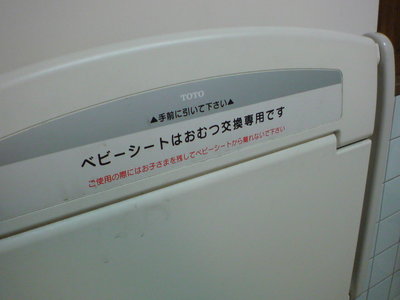 TOTO
▲手前に引いて下さい▲
ベビーシートはおむつ交換専用です
ご使用の際にはお子さまを残してベビーシートから離れないで下さい